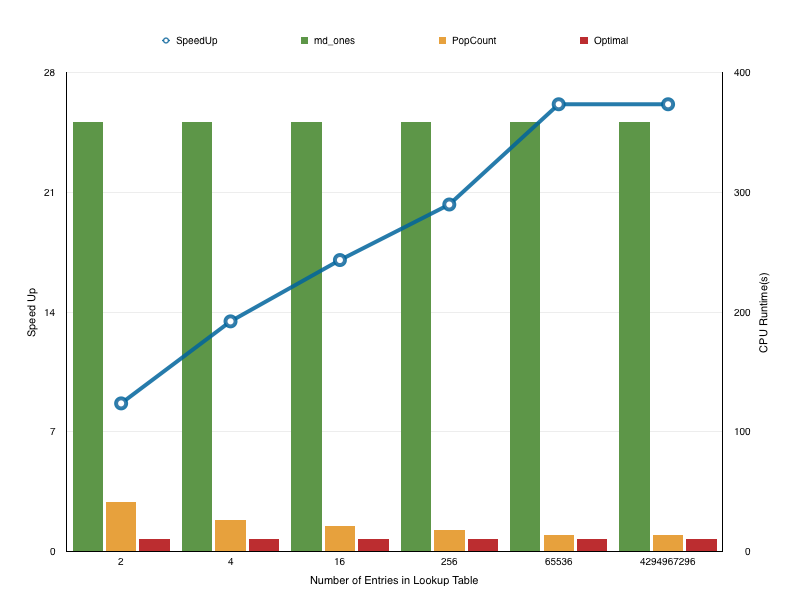 SpeedUp md_ones PopCount Optimal
28 400
21 300
14 200
7 100
0 0
Speed Up
CPU Runtime(s)
2 4 16 256 65536 4294967296
Number of Entries in Lookup Table